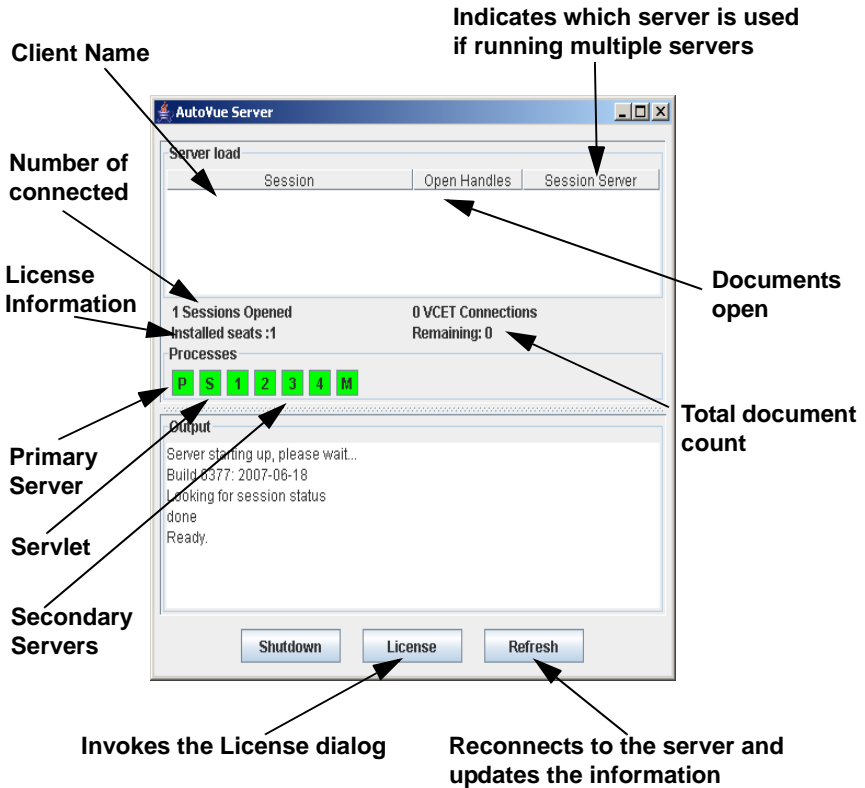 Indicates which server is used
if running multiple servers
Client Name
AutoVue Server
Server load
Session
Open Handles
Session Server
Number of
connected
License
Information
Documents
open
1 Sessions Opened
0 VCET Connections
Installed seats :1
Remaining: 0
Processes
P S 1 2 3 4 M
Total document
count
Output
Server starting up, please wait...
Build 6377: 2007-06-18
Looking for session status
done
Ready.
Primary
Server
Servlet
Secondary
Servers
Shutdown
License
Refresh
Invokes the License dialog
Reconnects to the server and
updates the information